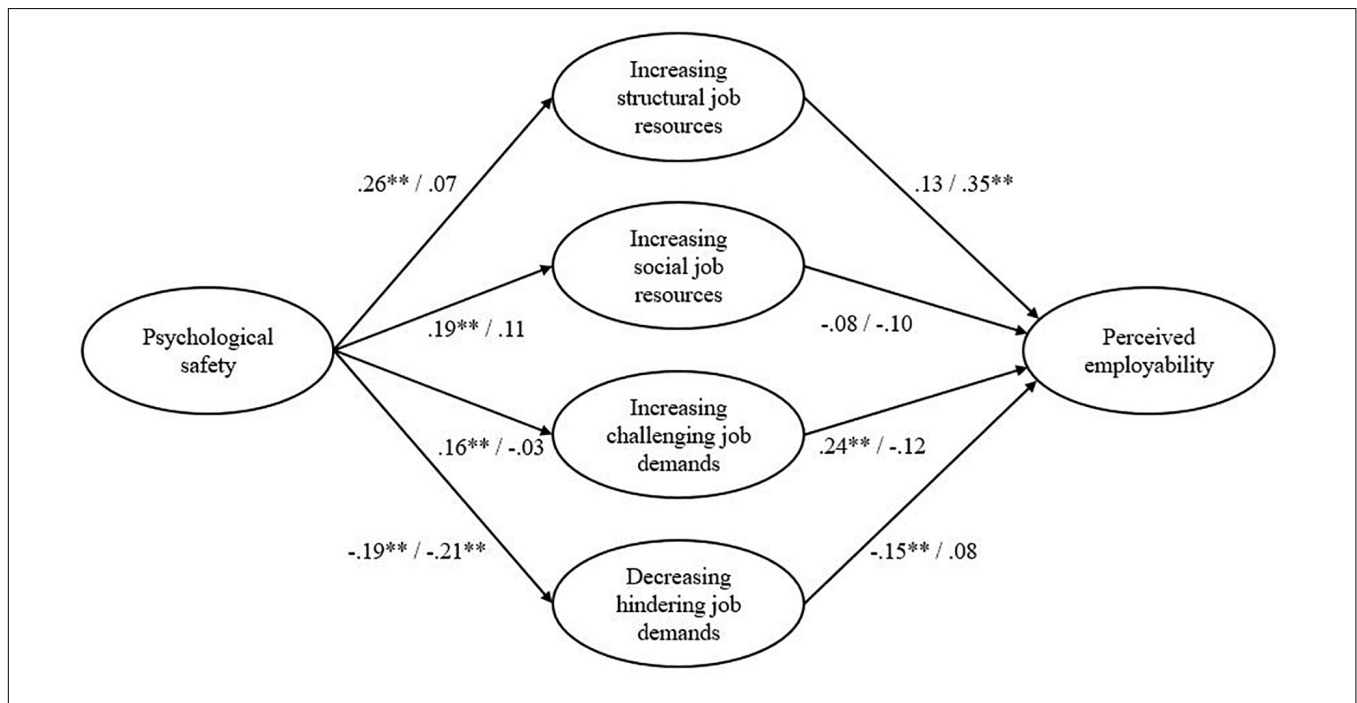 Increasing
structural job
resources
.26** / .07
.13 / .35**
Increasing
social job
resources
.19** / .11
-.08 / -.10
Psychological
safety
Perceived
employability
Increasing
challenging job
demands
.16** / -.03
.24** / -.12
-.19** / -.21**
-.15** / .08
Decreasing
hindering job
demands